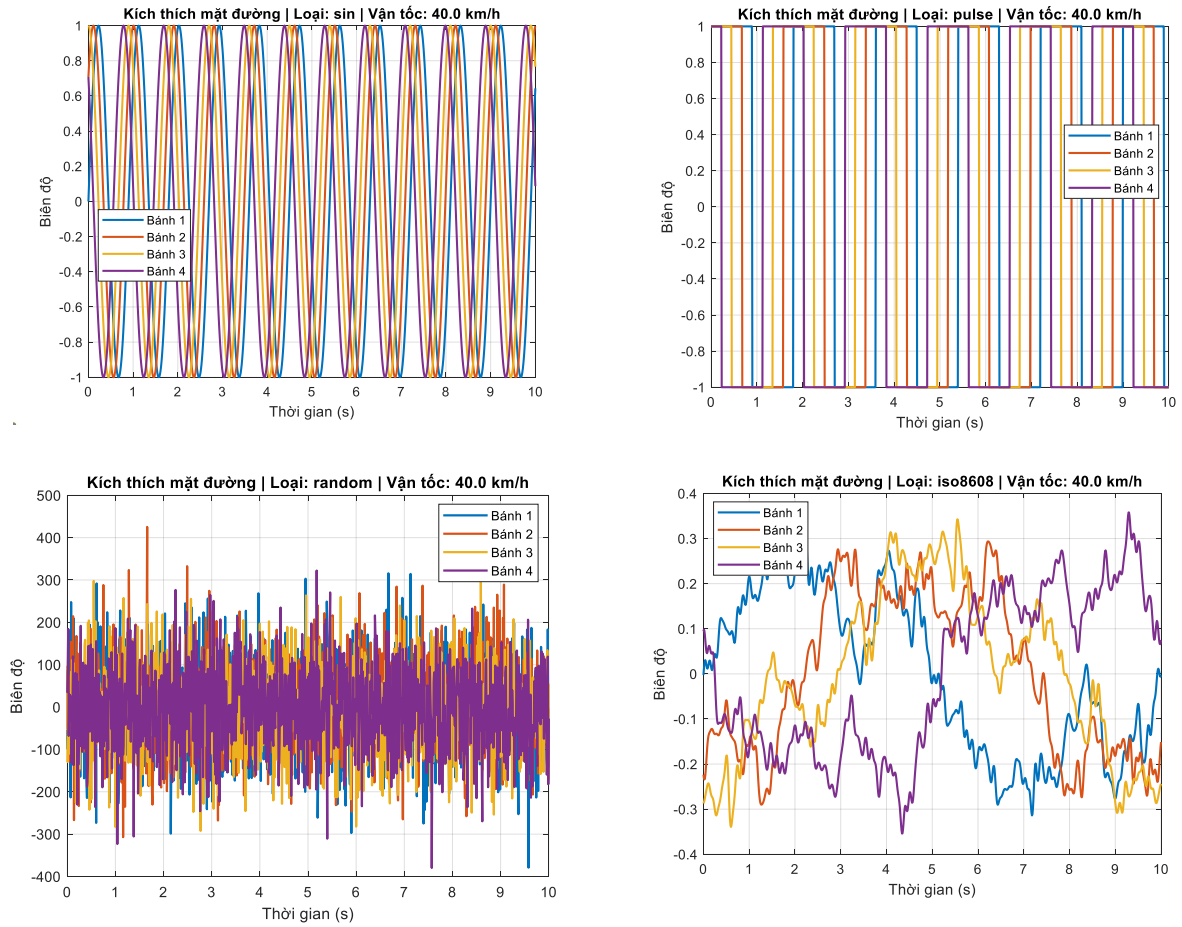 Kích thích mặt đường | Loại: sin | Vận tốc: 40.0 km/h
1
0.8
0.6
0.4
0.2
0
-0.2
-0.4
-0.6
-0.8
-1
Biên độ
Bánh 1
Bánh 2
Bánh 3
Bánh 4
0 1 2 3 4 5 6 7 8 9 10
Thời gian (s)
Kích thích mặt đường | Loại: pulse | Vận tốc: 40.0 km/h
1
0.8
0.6
0.4
0.2
0
-0.2
-0.4
-0.6
-0.8
-1
Biên độ
Bánh 1
Bánh 2
Bánh 3
Bánh 4
0 1 2 3 4 5 6 7 8 9 10
Thời gian (s)
Kích thích mặt đường | Loại: random | Vận tốc: 40.0 km/h
500
400
300
200
100
0
-100
-200
-300
-400
Biên độ
Bánh 1
Bánh 2
Bánh 3
Bánh 4
0 1 2 3 4 5 6 7 8 9 10
Thời gian (s)
Kích thích mặt đường | Loại: iso8608 | Vận tốc: 40.0 km/h
0.4
0.3
0.2
0.1
0
-0.1
-0.2
-0.3
-0.4
Biên độ
Bánh 1
Bánh 2
Bánh 3
Bánh 4
0 1 2 3 4 5 6 7 8 9 10
Thời gian (s)